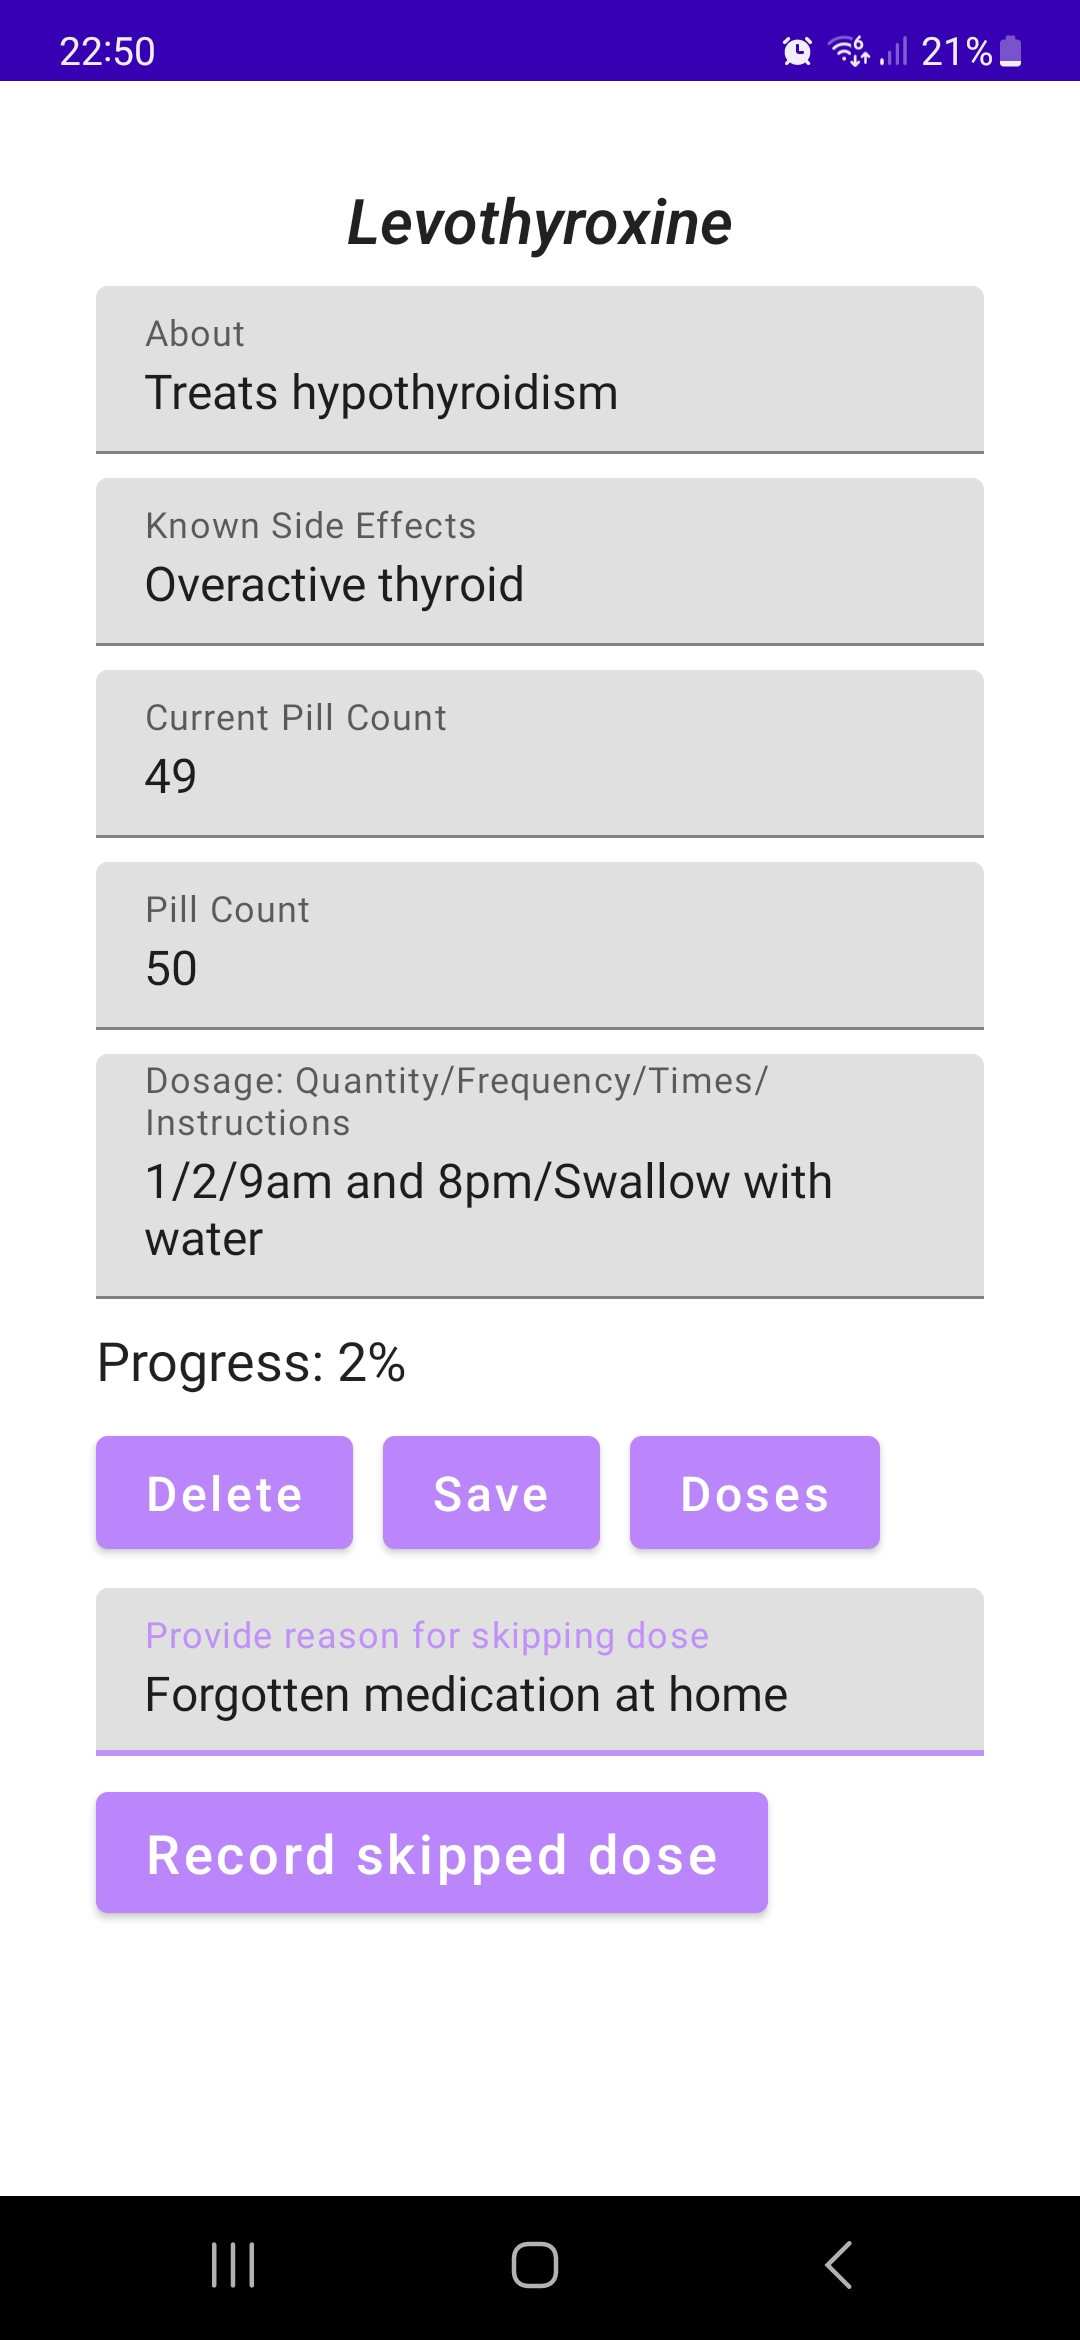 22:50
21%
Levothyroxine
About
Treats hypothyroidism
Known Side Effects
Overactive thyroid
Current Pill Count
49
Pill Count
50
Dosage: Quantity/Frequency/Times/
Instructions
1/2/9am and 8pm/Swallow with
water
Progress: 2%
Delete
Save
Doses
Provide reason for skipping dose
Forgotten medication at home
Record skipped dose